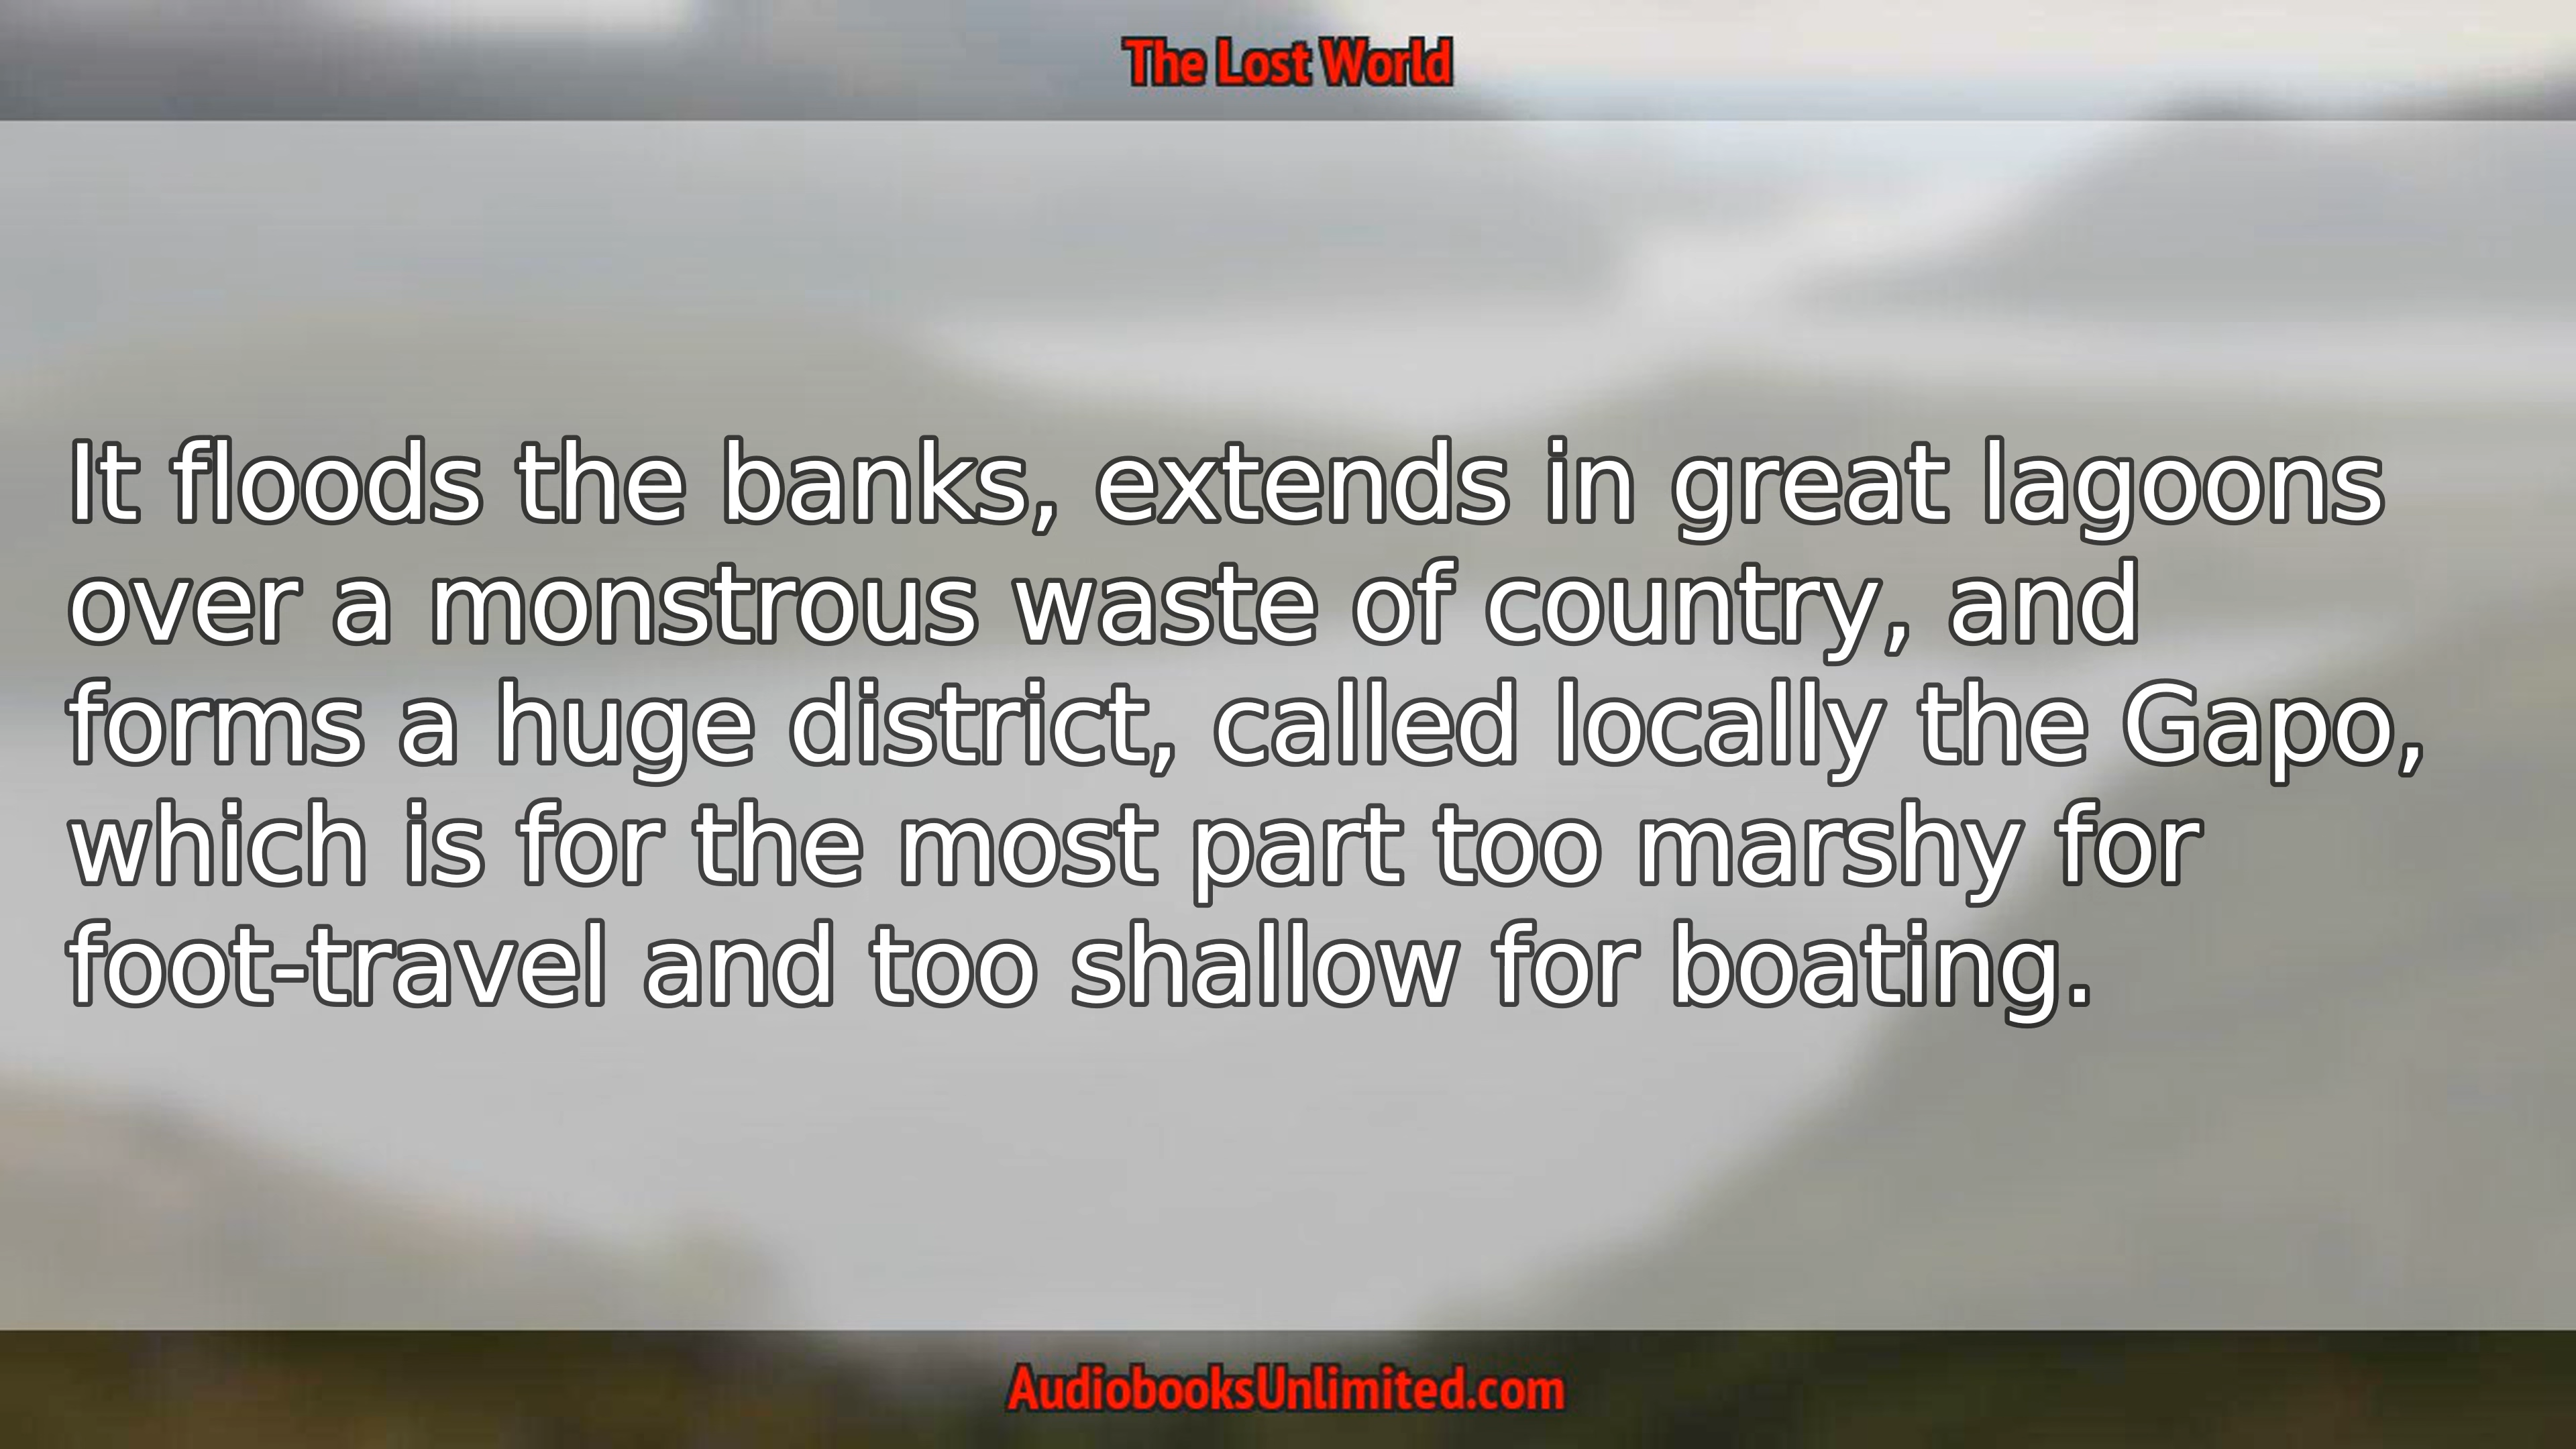 The Lost World
It floods the banks, extends in great lagoons
over a monstrous waste of country, and
forms a huge district, called locally the Gapo,
which is for the most part too marshy for
foot-travel and too shallow for boating.
AudiobooksUnlimited.com